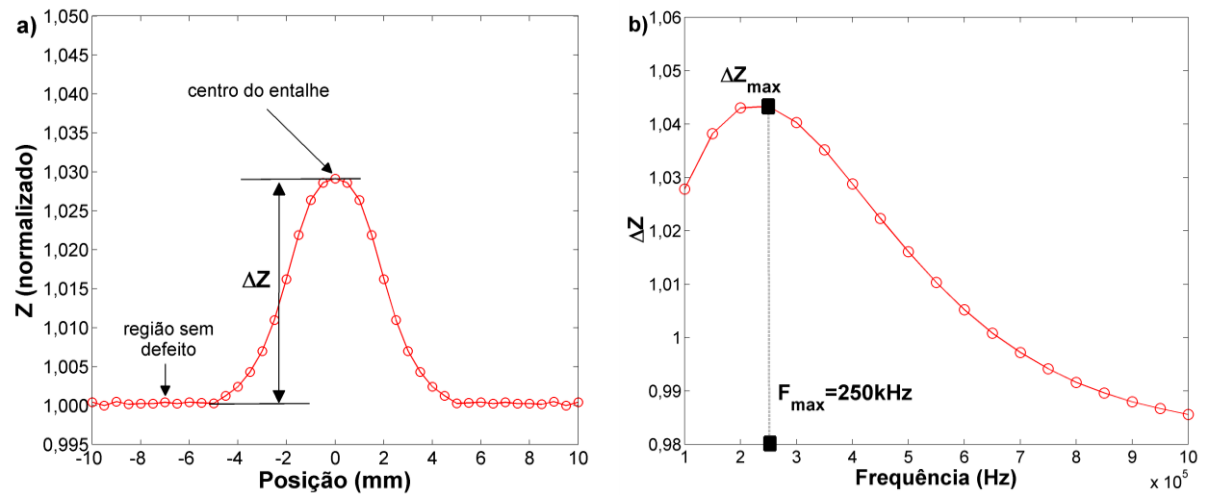 a)
1,050
1,045
1,040
1,035
1,030
1,025
1,020
1,015
1,010
1,005
1,000
0,995
Z (normalizado)
centro do entalhe
ΔZ
região sem
defeito
-10 -8 -6 -4 -2 0 2 4 6 8 10
Posição (mm)
b)
1,06
1,05
1,04
1,03
1,02
1,01
1
0,99
0,98
ΔZ
ΔZmax
Fmax=250kHz
1 2 3 4 5 6 7 8 9 10
Frequência (Hz)
x 10⁵